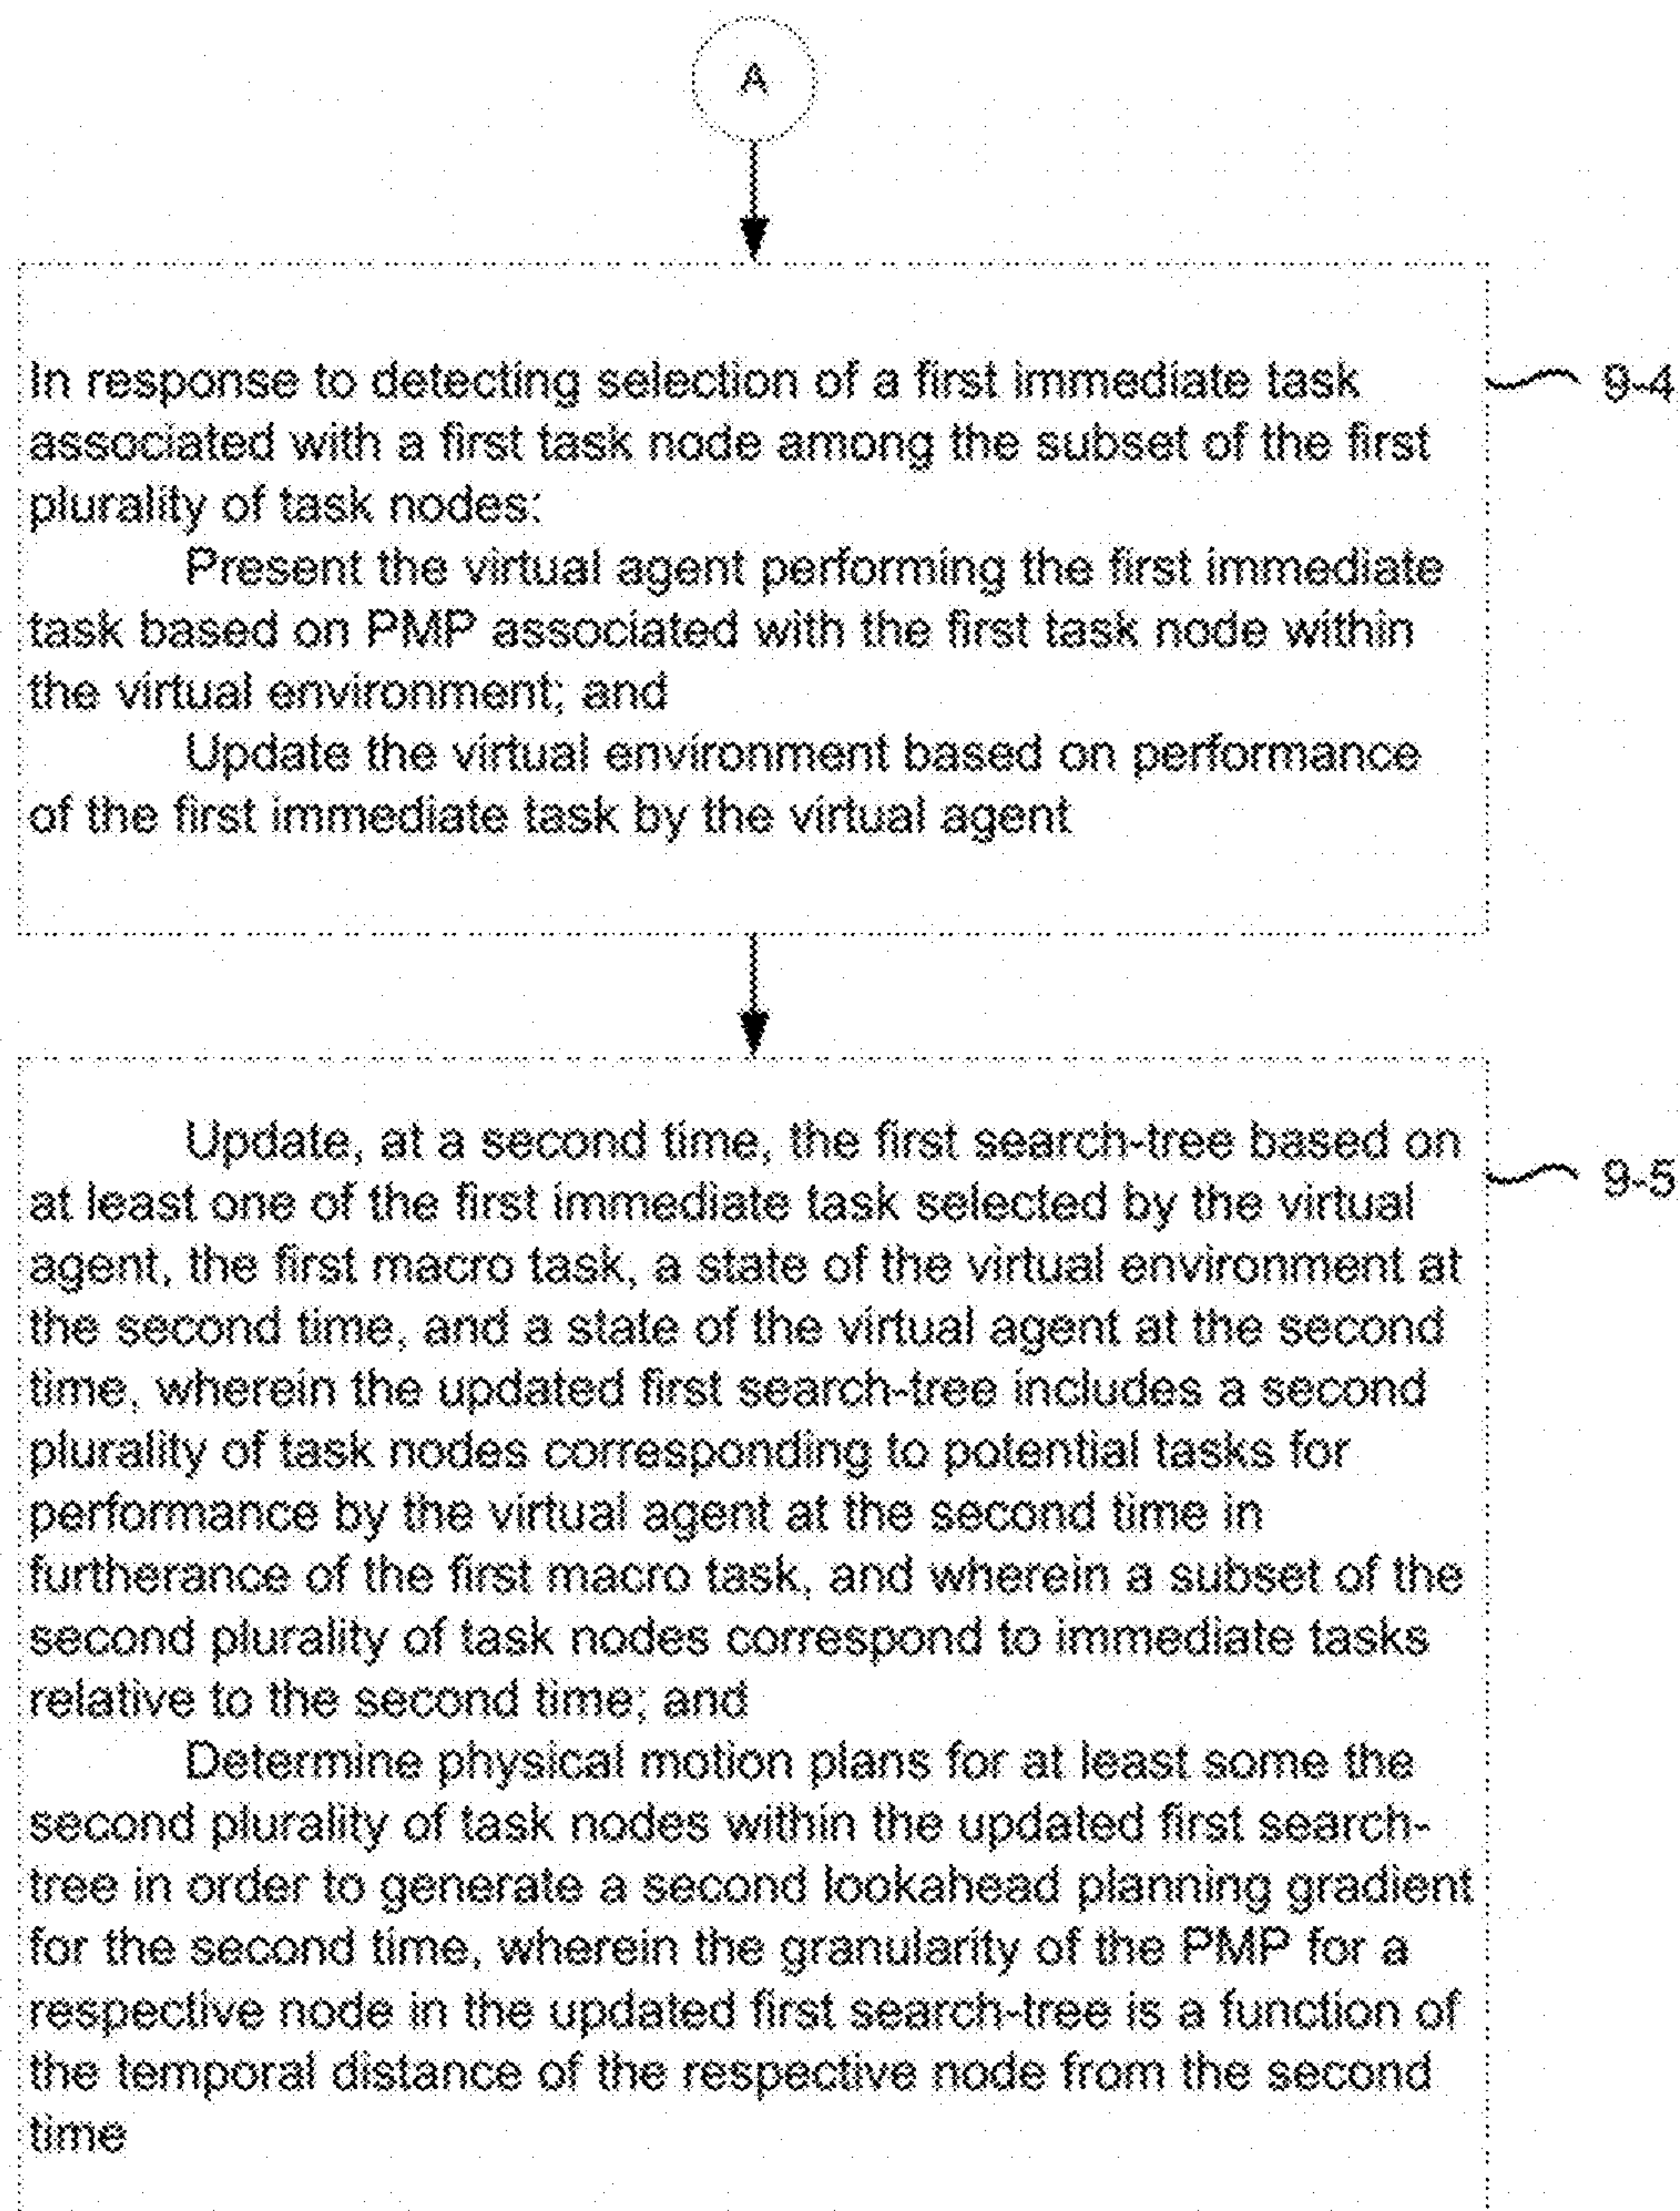 A
In response to detecting selection of a first immediate task
associated with a first task node among the subset of the first
plurality of task nodes:
Present the virtual agent performing the first immediate
task based on PMP associated with the first task node within
the virtual environment; and
Update the virtual environment based on performance
of the first immediate task by the virtual agent
9-4
Update, at a second time, the first search-tree based on
at least one of the first immediate task selected by the virtual
agent, the first macro task, a state of the virtual environment at
the second time, and a state of the virtual agent at the second
time, wherein the updated first search-tree includes a second
plurality of task nodes corresponding to potential tasks for
performance by the virtual agent at the second time in
furtherance of the first macro task, and wherein a subset of the
second plurality of task nodes correspond to immediate tasks
relative to the second time; and
Determine physical motion plans for at least some the
second plurality of task nodes within the updated first search-
tree in order to generate a second lookahead planning gradient
for the second time, wherein the granularity of the PMP for a
respective node in the updated first search-tree is a function of
the temporal distance of the respective node from the second
time
9-5